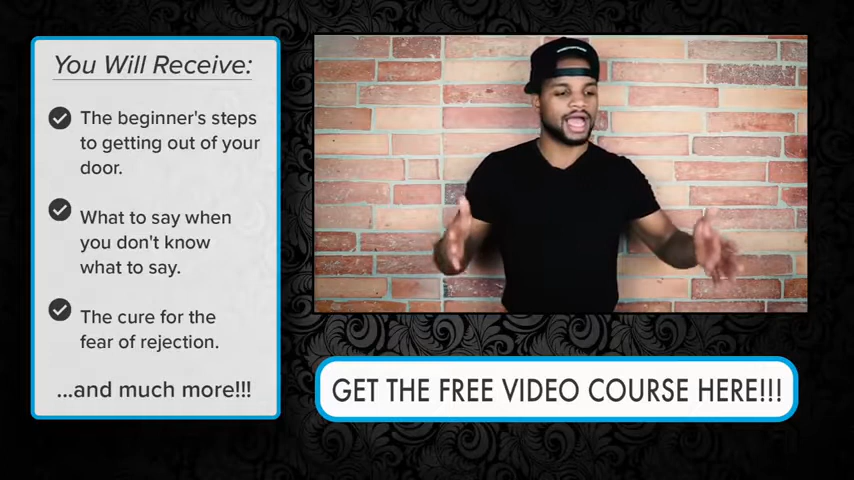 You Will Receive:
The beginner's steps
to getting out of your
door.
What to say when
you don't know
what to say.
The cure for the
fear of rejection.
...and much more!!!
GET THE FREE VIDEO COURSE HERE!!!